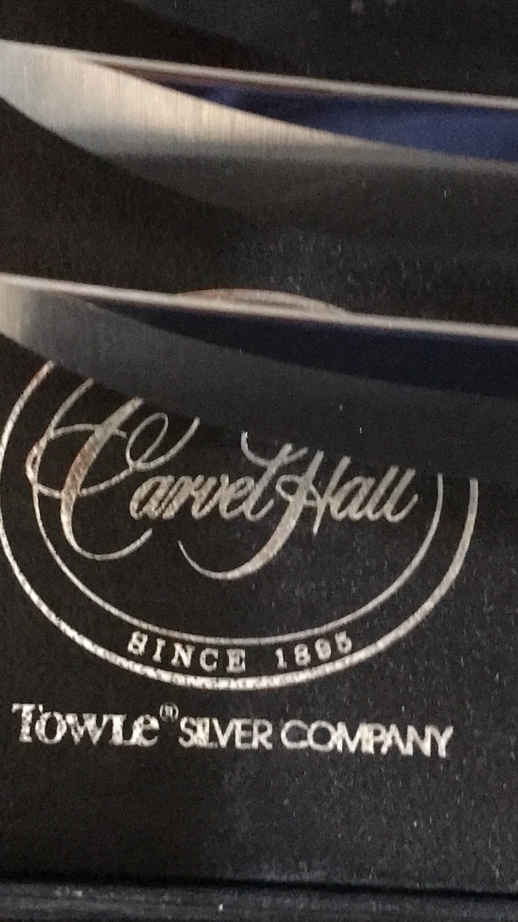 Carvel Hall
SINCE 1895
TOWLE® SILVER COMPANY